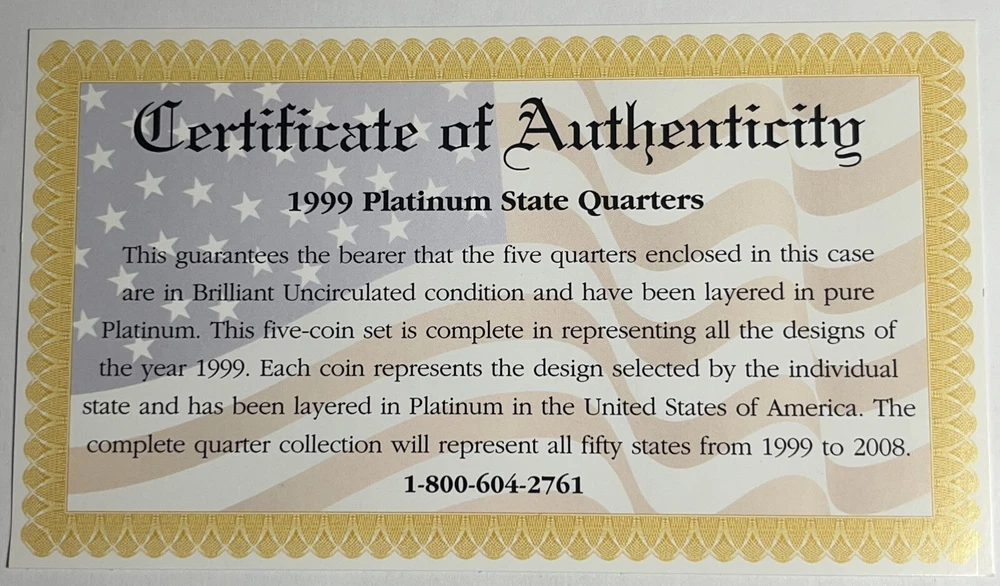 Certificate of Authenticity
1999 Platinum State Quarters
This guarantees the bearer that the five quarters enclosed in this case
are in Brilliant Uncirculated condition and have been layered in pure
Platinum. This five-coin set is complete in representing all the designs of
the year 1999. Each coin represents the design selected by the individual
state and has been layered in Platinum in the United States of America. The
complete quarter collection will represent all fifty states from 1999 to 2008.
1-800-604-2761